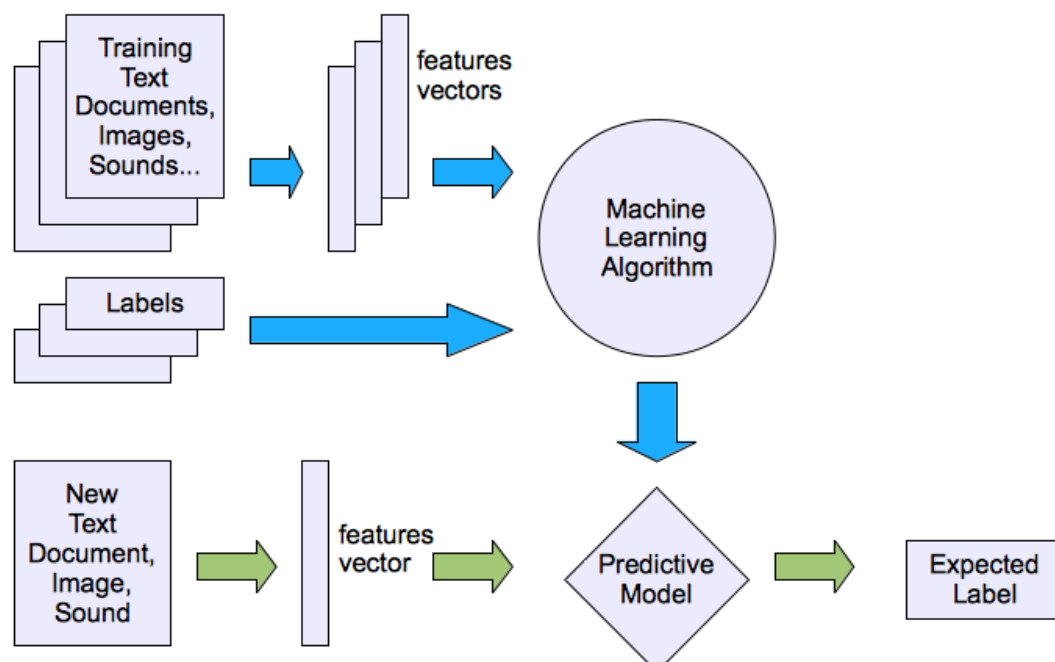 Training
Text
Documents,
Images,
Sounds...
features
vectors
Machine
Learning
Algorithm
Labels
New
Text
Document,
Image,
Sound
features
vector
Predictive
Model
Expected
Label